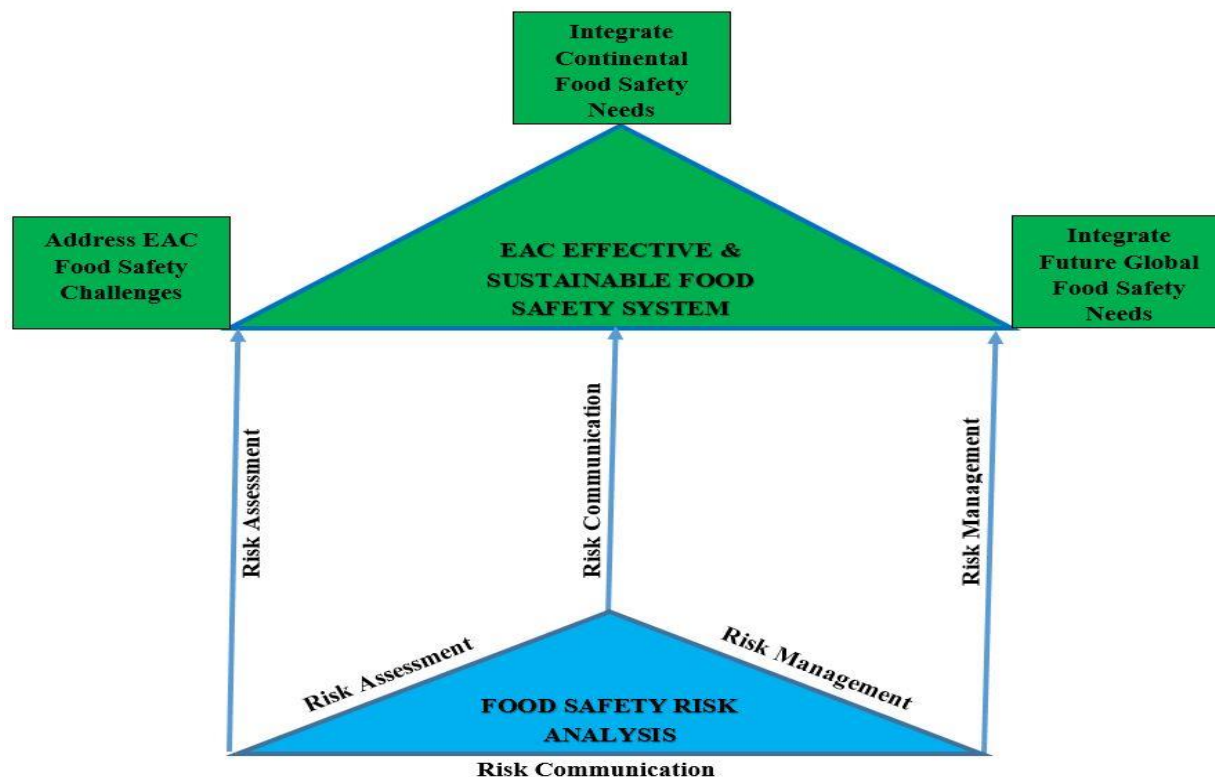 Integrate
Continental
Food Safety
Needs
Address EAC
Food Safety
Challenges
EAC EFFECTIVE &
SUSTAINABLE FOOD
SAFETY SYSTEM
Integrate
Future Global
Food Safety
Needs
Risk Assessment
Risk Communication
Risk Management
Risk Assessment
Risk Management
FOOD SAFETY RISK
ANALYSIS
Risk Communication